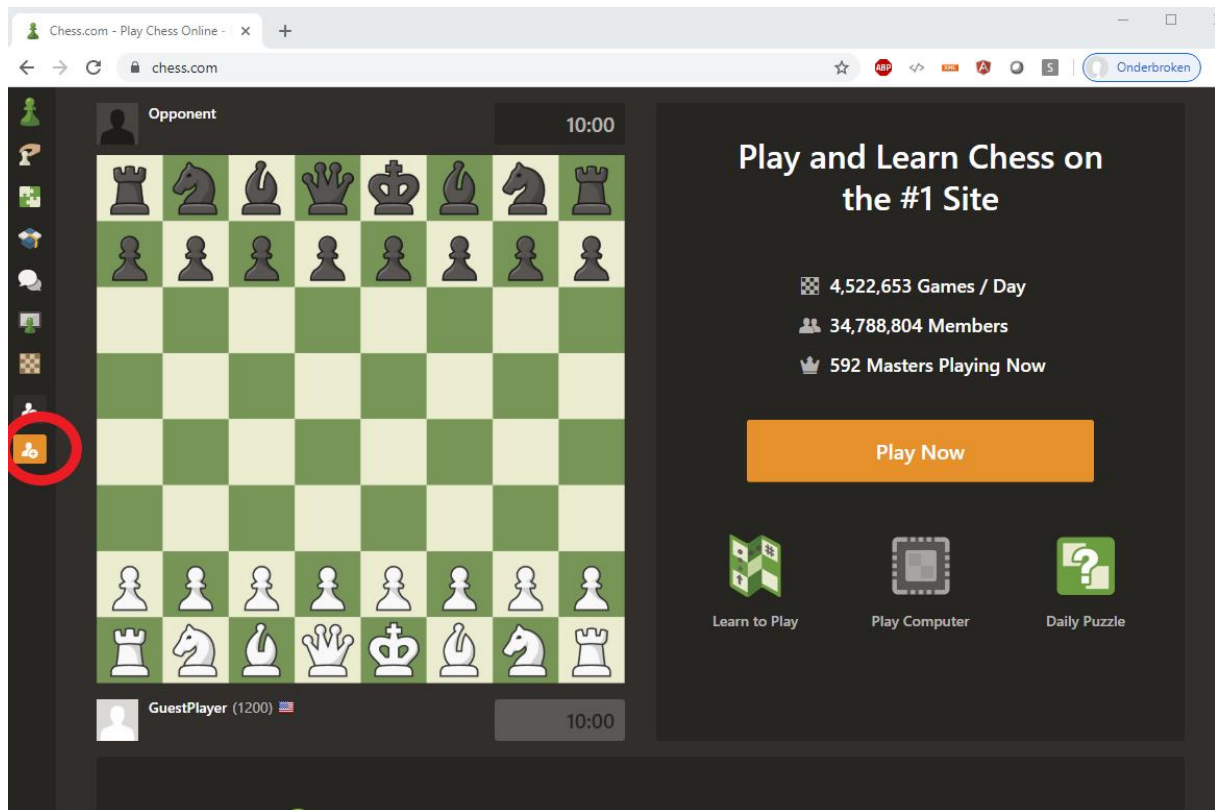 Chess.com - Play Chess Online -
chess.com
ABP
S
Onderbroken
Opponent
10:00
Play and Learn Chess on
the #1 Site
4,522,653 Games / Day
34,788,804 Members
592 Masters Playing Now
Play Now
Learn to Play
Play Computer
Daily Puzzle
GuestPlayer (1200)
10:00